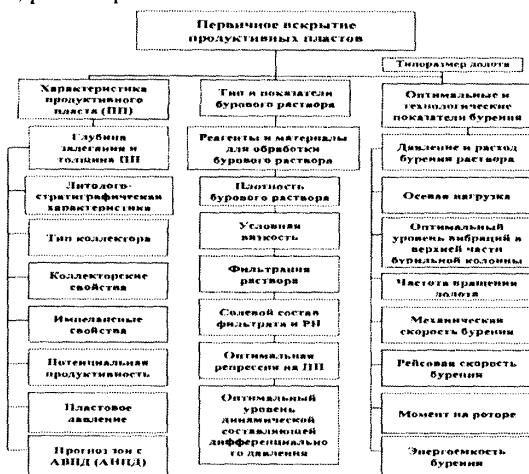 Первичное вскрытие
продуктивных пластов
Типоразмер долота
Характеристика
продуктивного
пласта (ПП)
Глубина
залегания и
толщина ПП
Литолого-
стратиграфическая
характеристика
Тип коллектора
Коллекторские
свойства
Импедансные
свойства
Потенциальная
продуктивность
Пластовое
давление
Прогноз зон с
АВПД (АНПД)
Тип и показатели
бурового раствора
Реагенты и материалы
для обработки
бурового раствора
Плотность
бурового раствора
Условная
вязкость
Фильтрация
раствора
Солевой состав
фильтрата и PH
Оптимальная
репрессия на ПП
Оптимальный
уровень
динамической
составляющей
дифференциально
го давления
Оптимальные и
технологические
показатели бурения
Давление и расход
бурения раствора
Осевая нагрузка
Оптимальный
уровень вибраций в
верхней части
бурильной колонны
Частота вращения
долота
Механическая
скорость бурения
Рейсовая скорость
бурения
Момент на роторе
Энергоемкость
бурения